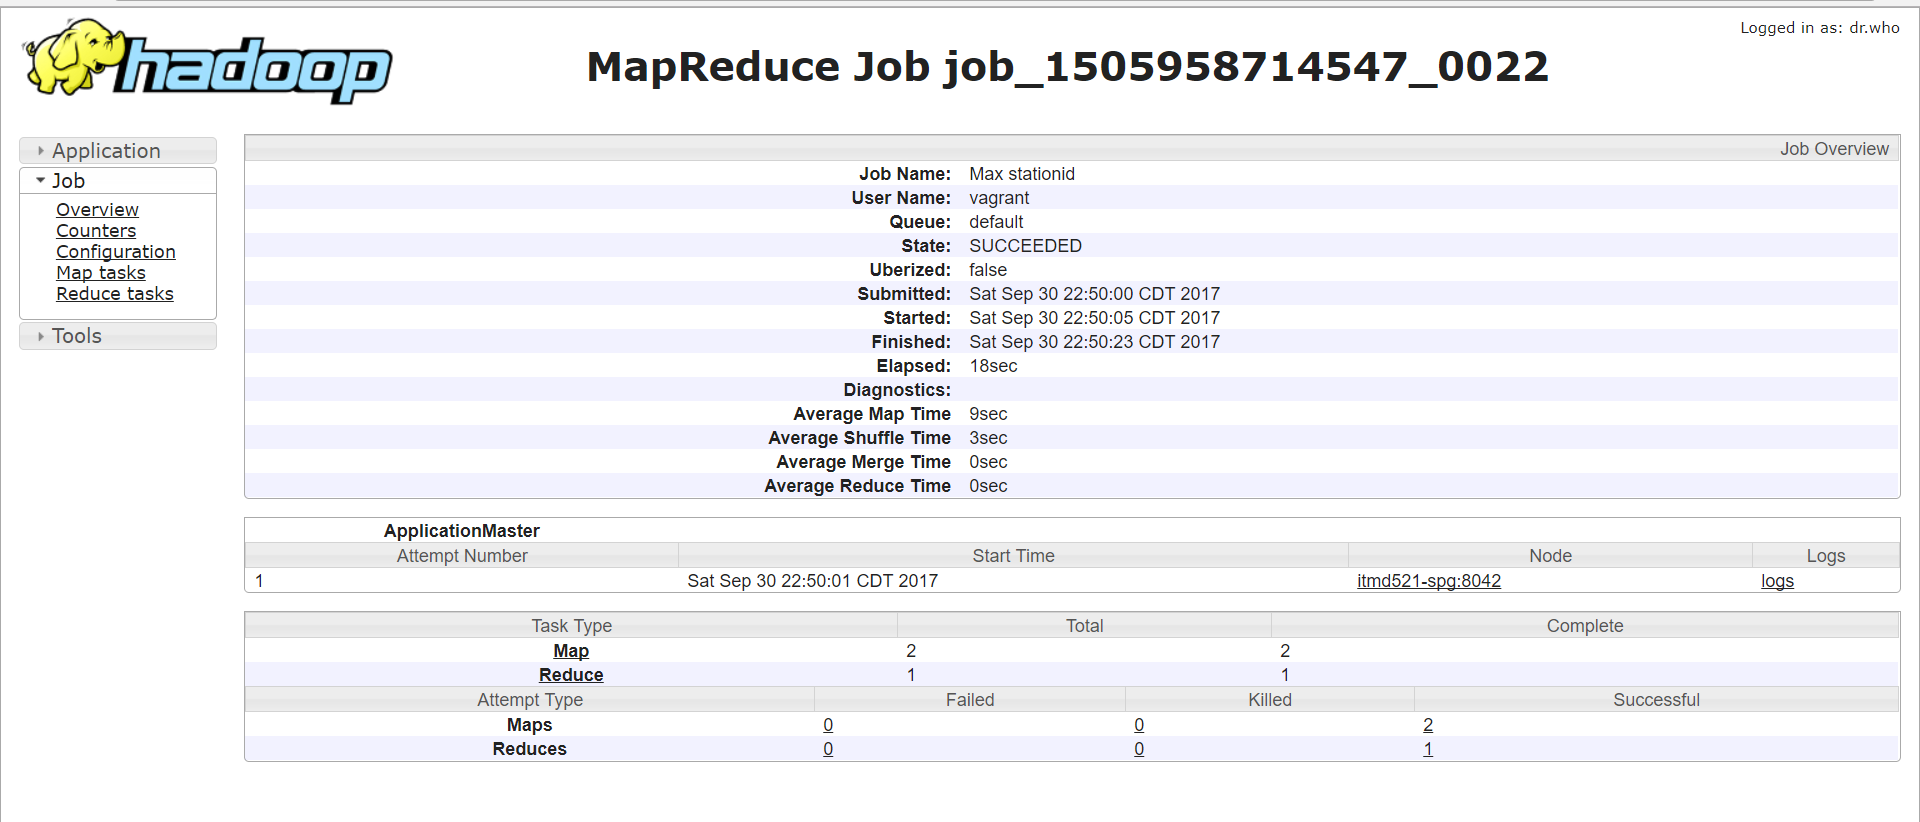 Logged in as: dr.who
hadoop
MapReduce Job job_1505958714547_0022
Application
Job
Overview
Counters
Configuration
Map tasks
Reduce tasks
Tools
Job Overview
Job Name: Max stationid
User Name: vagrant
Queue: default
State: SUCCEEDED
Uberized: false
Submitted: Sat Sep 30 22:50:00 CDT 2017
Started: Sat Sep 30 22:50:05 CDT 2017
Finished: Sat Sep 30 22:50:23 CDT 2017
Elapsed: 18sec
Diagnostics:
Average Map Time 9sec
Average Shuffle Time 3sec
Average Merge Time 0sec
Average Reduce Time 0sec
ApplicationMaster
Attempt Number Start Time Node Logs
1 Sat Sep 30 22:50:01 CDT 2017 itmd521-spg:8042 logs
Task Type Total Complete
Map 2 2
Reduce 1 1
Attempt Type Failed Killed Successful
Maps 0 0 2
Reduces 0 0 1